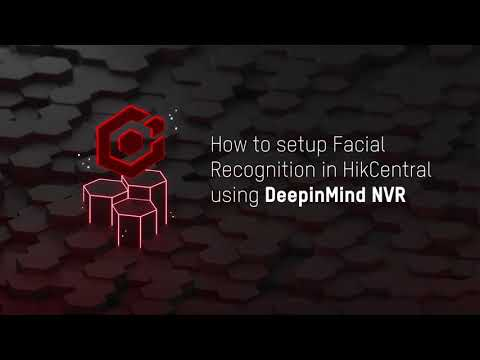 How to setup Facial
Recognition in HikCentral
using DeepinMind NVR